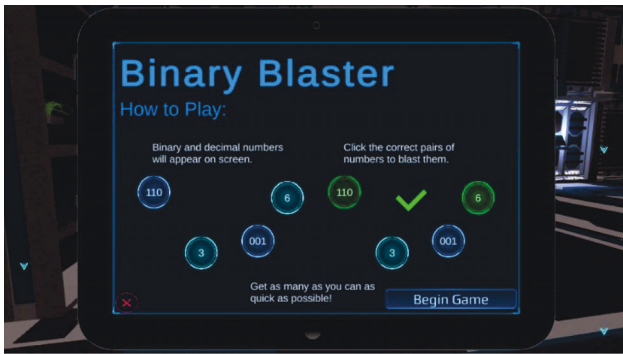 Binary Blaster
How to Play:
Binary and decimal numbers
will appear on screen.
110
6
3
001
Click the correct pairs of
numbers to blast them.
110
6
3
001
Get as many as you can as
quick as possible!
Begin Game